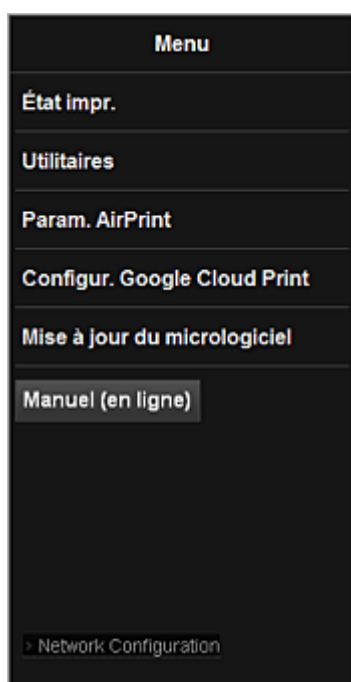 Menu
État impr.
Utilitaires
Param. AirPrint
Configur. Google Cloud Print
Mise à jour du micrologiciel
Manuel (en ligne)
› Network Configuration